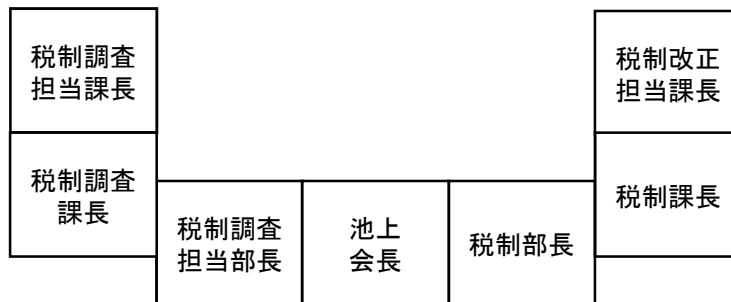 税制調査
担当課長
税制改正
担当課長
税制調査
課長
税制課長
税制調査
担当部長
池上
会長
税制部長